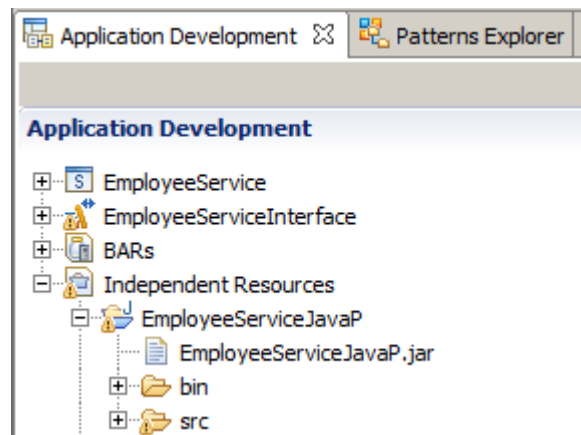 Application Development Patterns Explorer
Application Development
EmployeeService
EmployeeServiceInterface
BARs
Independent Resources
EmployeeServiceJavaP
EmployeeServiceJavaP.jar
bin
src